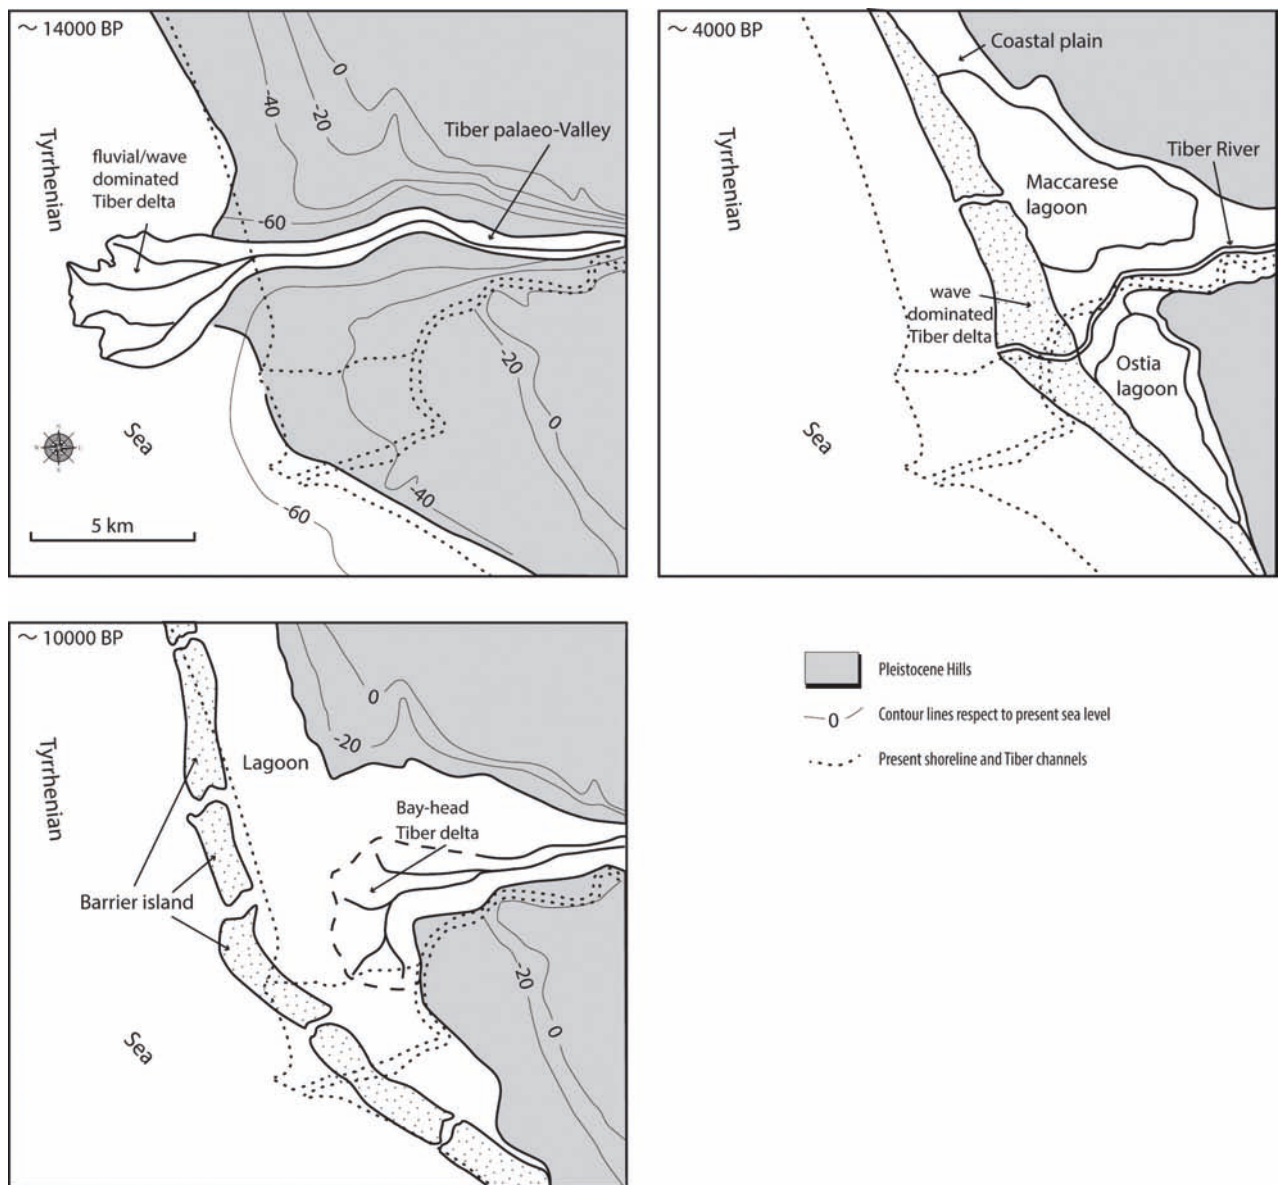 ~ 14000 BP
0
-40
-20
Tiber palaeo-Valley
Tyrrhenian
fluvial/wave
dominated
Tiber delta
-60
-20
0
Sea
-40
-60
5 km
~ 4000 BP
Coastal plain
Tyrrhenian
Tiber River
Maccarese
lagoon
wave
dominated
Tiber delta
Ostia
lagoon
Sea
~ 10000 BP
0
-20
Tyrrhenian
Lagoon
Bay-head
Tiber delta
Barrier island
-20
0
Sea
Pleistocene Hills
0
Contour lines respect to present sea level
Present shoreline and Tiber channels